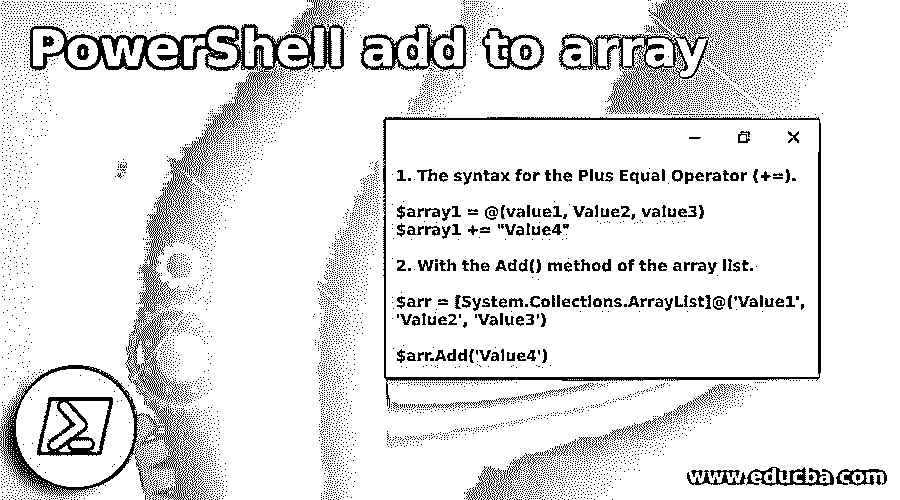 PowerShell add to array
1. The syntax for the Plus Equal Operator (+=).
$array1 = @(value1, Value2, value3)
$array1 += "Value4"
2. With the Add() method of the array list.
$arr = [System.Collections.ArrayList]@('Value1',
'Value2', 'Value3')
$arr.Add('Value4')
www.educba.com